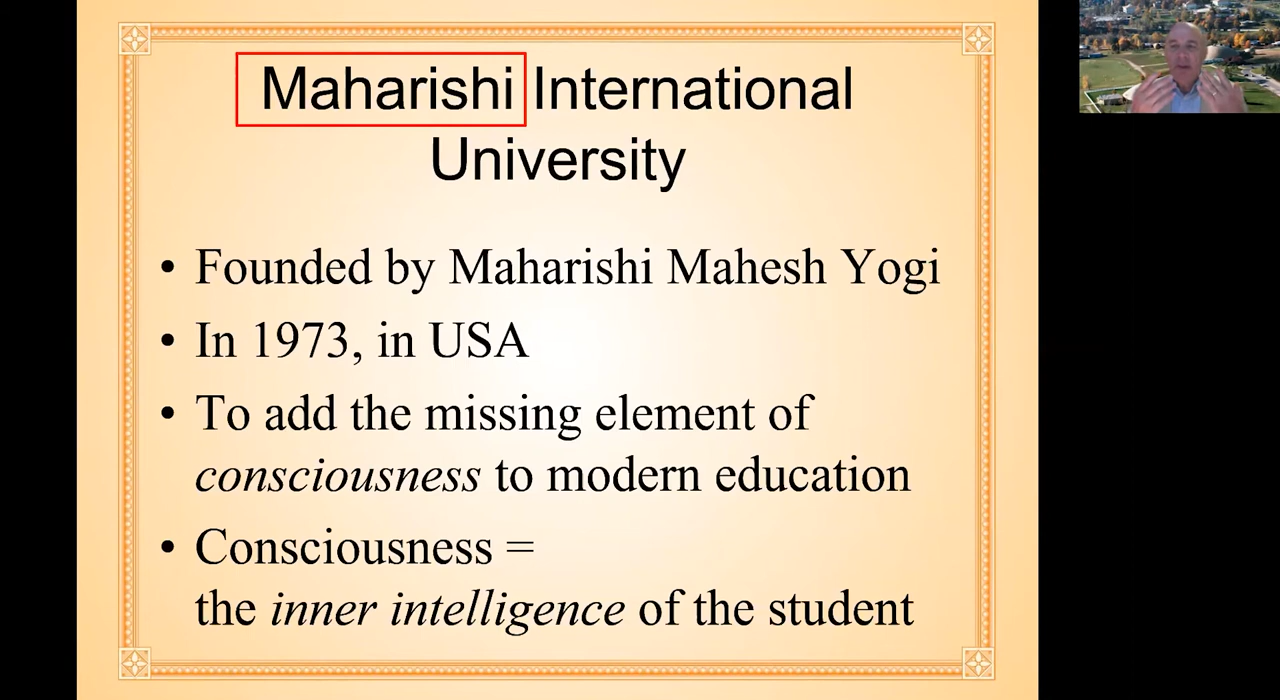 Maharishi International
University
• Founded by Maharishi Mahesh Yogi
• In 1973, in USA
• To add the missing element of
consciousness to modern education
• Consciousness =
the inner intelligence of the student